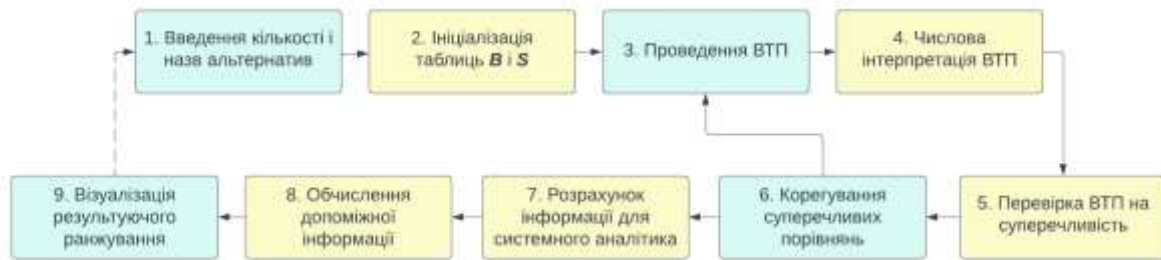 1. Введення кількості і
назв альтернатив
2. Ініціалізація
таблиць B і S
3. Проведення ВТП
4. Числова
інтерпретація ВТП
9. Візуалізація
результуючого
ранжування
8. Обчислення
допоміжної
інформації
7. Розрахунок
інформації для
системного аналітика
6. Корегування
суперечливих
порівнянь
5. Перевірка ВТП на
суперечливість